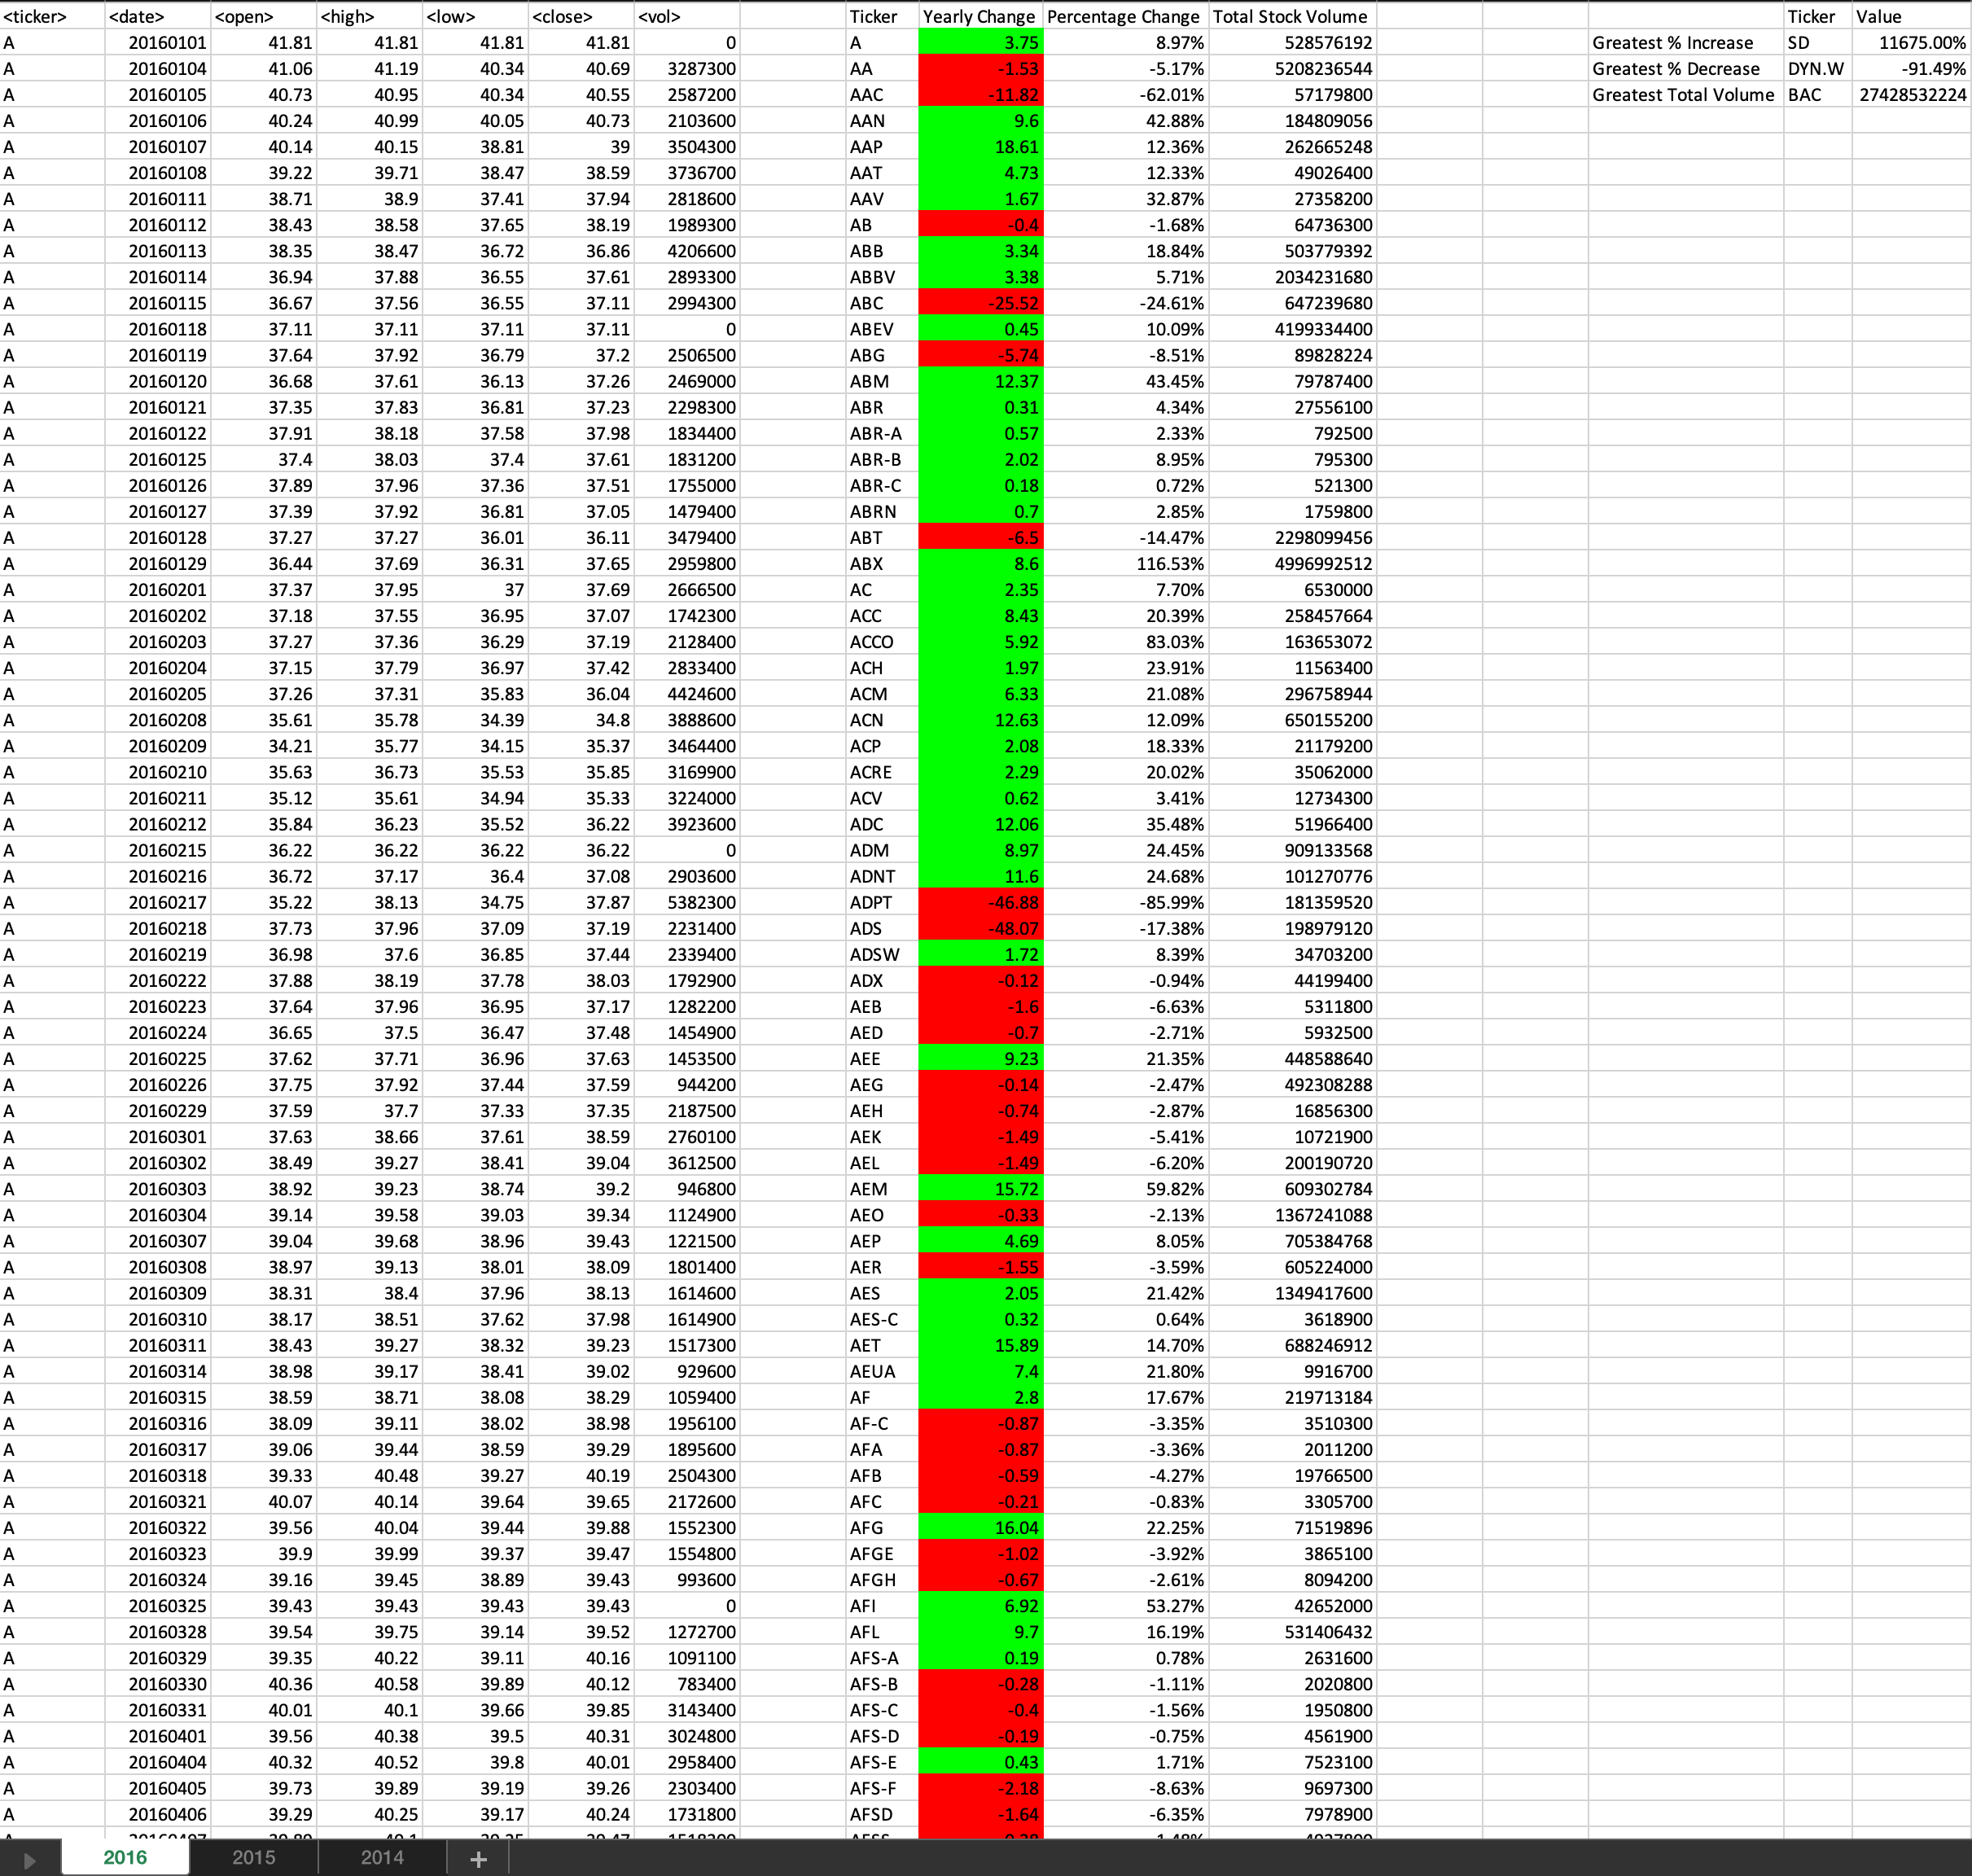 <ticker> <date> <open> <high> <low> <close> <vol> Ticker Yearly Change Percentage Change Total Stock Volume Ticker Value
A 20160101 41.81 41.81 41.81 41.81 0 A 3.75 8.97% 528576192 Greatest % Increase SD 11675.00%
A 20160104 41.06 41.19 40.34 40.69 3287300 AA -1.53 -5.17% 5208236544 Greatest % Decrease DYN.W -91.49%
A 20160105 40.73 40.95 40.34 40.55 2587200 AAC -11.82 -62.01% 57179800 Greatest Total Volume BAC 27428532224
A 20160106 40.24 40.99 40.05 40.73 2103600 AAN 9.6 42.88% 184809056
A 20160107 40.14 40.15 38.81 39 3504300 AAP 18.61 12.36% 262665248
A 20160108 39.22 39.71 38.47 38.59 3736700 AAT 4.73 12.33% 49026400
A 20160111 38.71 38.9 37.41 37.94 2818600 AAV 1.67 32.87% 27358200
A 20160112 38.43 38.58 37.65 38.19 1989300 AB -0.4 -1.68% 64736300
A 20160113 38.35 38.47 36.72 36.86 4206600 ABB 3.34 18.84% 503779392
A 20160114 36.94 37.88 36.55 37.61 2893300 ABBV 3.38 5.71% 2034231680
A 20160115 36.67 37.56 36.55 37.11 2994300 ABC -25.52 -24.61% 647239680
A 20160118 37.11 37.11 37.11 37.11 0 ABEV 0.45 10.09% 4199334400
A 20160119 37.64 37.92 36.79 37.2 2506500 ABG -5.74 -8.51% 89828224
A 20160120 36.68 37.61 36.13 37.26 2469000 ABM 12.37 43.45% 79787400
A 20160121 37.35 37.83 36.81 37.23 2298300 ABR 0.31 4.34% 27556100
A 20160122 37.91 38.18 37.58 37.98 1834400 ABR-A 0.57 2.33% 792500
A 20160125 37.4 38.03 37.4 37.61 1831200 ABR-B 2.02 8.95% 795300
A 20160126 37.89 37.96 37.36 37.51 1755000 ABR-C 0.18 0.72% 521300
A 20160127 37.39 37.92 36.81 37.05 1479400 ABRN 0.7 2.85% 1759800
A 20160128 37.27 37.27 36.01 36.11 3479400 ABT -6.5 -14.47% 2298099456
A 20160129 36.44 37.69 36.31 37.65 2959800 ABX 8.6 116.53% 4996992512
A 20160201 37.37 37.95 37 37.69 2666500 AC 2.35 7.70% 6530000
A 20160202 37.18 37.55 36.95 37.07 1742300 ACC 8.43 20.39% 258457664
A 20160203 37.27 37.36 36.29 37.19 2128400 ACCO 5.92 83.03% 163653072
A 20160204 37.15 37.79 36.97 37.42 2833400 ACH 1.97 23.91% 11563400
A 20160205 37.26 37.31 35.83 36.04 4424600 ACM 6.33 21.08% 296758944
A 20160208 35.61 35.78 34.39 34.8 3888600 ACN 12.63 12.09% 650155200
A 20160209 34.21 35.77 34.15 35.37 3464400 ACP 2.08 18.33% 21179200
A 20160210 35.63 36.73 35.53 35.85 3169900 ACRE 2.29 20.02% 35062000
A 20160211 35.12 35.61 34.94 35.33 3224000 ACV 0.62 3.41% 12734300
A 20160212 35.84 36.23 35.52 36.22 3923600 ADC 12.06 35.48% 51966400
A 20160215 36.22 36.22 36.22 36.22 0 ADM 8.97 24.45% 909133568
A 20160216 36.72 37.17 36.4 37.08 2903600 ADNT 11.6 24.68% 101270776
A 20160217 35.22 38.13 34.75 37.87 5382300 ADPT -46.88 -85.99% 181359520
A 20160218 37.73 37.96 37.09 37.19 2231400 ADS -48.07 -17.38% 198979120
A 20160219 36.98 37.6 36.85 37.44 2339400 ADSW 1.72 8.39% 34703200
A 20160222 37.88 38.19 37.78 38.03 1792900 ADX -0.12 -0.94% 44199400
A 20160223 37.64 37.96 36.95 37.17 1282200 AEB -1.6 -6.63% 5311800
A 20160224 36.65 37.5 36.47 37.48 1454900 AED -0.7 -2.71% 5932500
A 20160225 37.62 37.71 36.96 37.63 1453500 AEE 9.23 21.35% 448588640
A 20160226 37.75 37.92 37.44 37.59 944200 AEG -0.14 -2.47% 492308288
A 20160229 37.59 37.7 37.33 37.35 2187500 AEH -0.74 -2.87% 16856300
A 20160301 37.63 38.66 37.61 38.59 2760100 AEK -1.49 -5.41% 10721900
A 20160302 38.49 39.27 38.41 39.04 3612500 AEL -1.49 -6.20% 200190720
A 20160303 38.92 39.23 38.74 39.2 946800 AEM 15.72 59.82% 609302784
A 20160304 39.14 39.58 39.03 39.34 1124900 AEO -0.33 -2.13% 1367241088
A 20160307 39.04 39.68 38.96 39.43 1221500 AEP 4.69 8.05% 705384768
A 20160308 38.97 39.13 38.01 38.09 1801400 AER -1.55 -3.59% 605224000
A 20160309 38.31 38.4 37.96 38.13 1614600 AES 2.05 21.42% 1349417600
A 20160310 38.17 38.51 37.62 37.98 1614900 AES-C 0.32 0.64% 3618900
A 20160311 38.43 39.27 38.32 39.23 1517300 AET 15.89 14.70% 688246912
A 20160314 38.98 39.17 38.41 39.02 929600 AEUA 7.4 21.80% 9916700
A 20160315 38.59 38.71 38.08 38.29 1059400 AF 2.8 17.67% 219713184
A 20160316 38.09 39.11 38.02 38.98 1956100 AF-C -0.87 -3.35% 3510300
A 20160317 39.06 39.44 38.59 39.29 1895600 AFA -0.87 -3.36% 2011200
A 20160318 39.33 40.48 39.27 40.19 2504300 AFB -0.59 -4.27% 19766500
A 20160321 40.07 40.14 39.64 39.65 2172600 AFC -0.21 -0.83% 3305700
A 20160322 39.56 40.04 39.44 39.88 1552300 AFG 16.04 22.25% 71519896
A 20160323 39.9 39.99 39.37 39.47 1554800 AFGE -1.02 -3.92% 3865100
A 20160324 39.16 39.45 38.89 39.43 993600 AFGH -0.67 -2.61% 8094200
A 20160325 39.43 39.43 39.43 39.43 0 AFI 6.92 53.27% 42652000
A 20160328 39.54 39.75 39.14 39.52 1272700 AFL 9.7 16.19% 531406432
A 20160329 39.35 40.22 39.11 40.16 1091100 AFS-A 0.19 0.78% 2631600
A 20160330 40.36 40.58 39.89 40.12 783400 AFS-B -0.28 -1.11% 2020800
A 20160331 40.01 40.1 39.66 39.85 3143400 AFS-C -0.4 -1.56% 1950800
A 20160401 39.56 40.38 39.5 40.31 3024800 AFS-D -0.19 -0.75% 4561900
A 20160404 40.32 40.52 39.8 40.01 2958400 AFS-E 0.43 1.71% 7523100
A 20160405 39.73 39.89 39.19 39.26 2303400 AFS-F -2.18 -8.63% 9697300
A 20160406 39.29 40.25 39.17 40.24 1731800 AFSD -1.64 -6.35% 7978900
2016 2015 2014 +